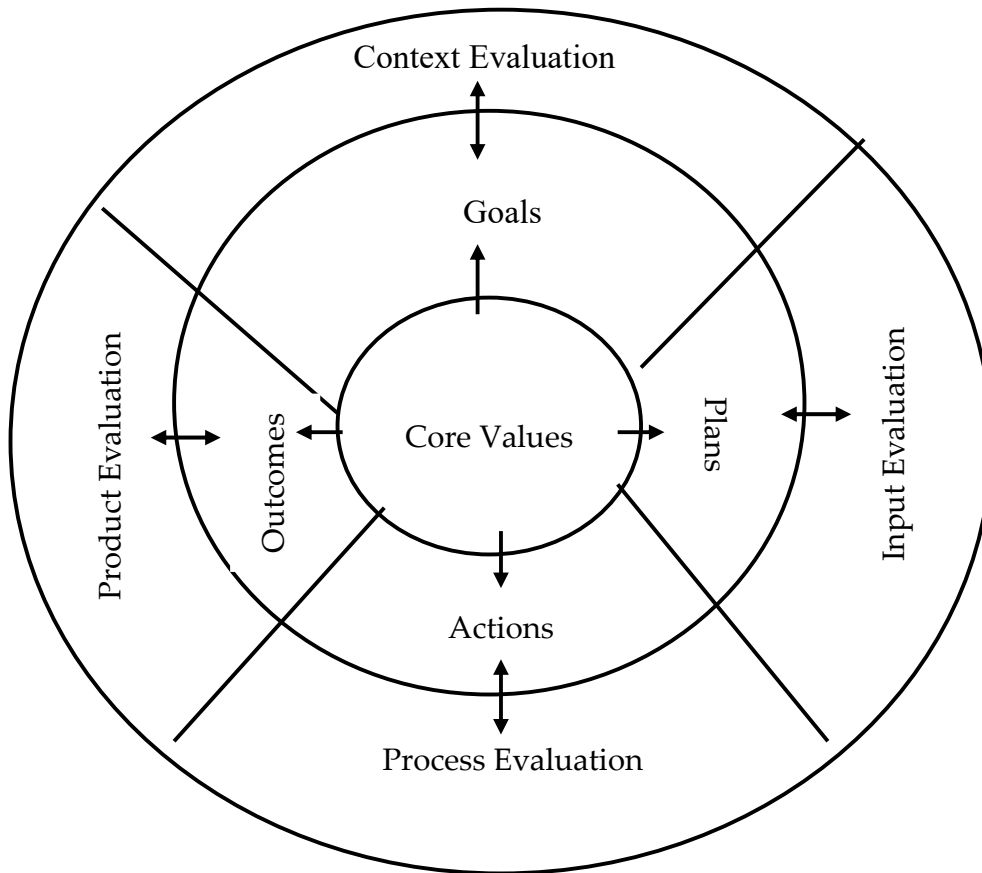 Context Evaluation
Goals
Product Evaluation
Outcomes
Core Values
Plans
Input Evaluation
Actions
Process Evaluation